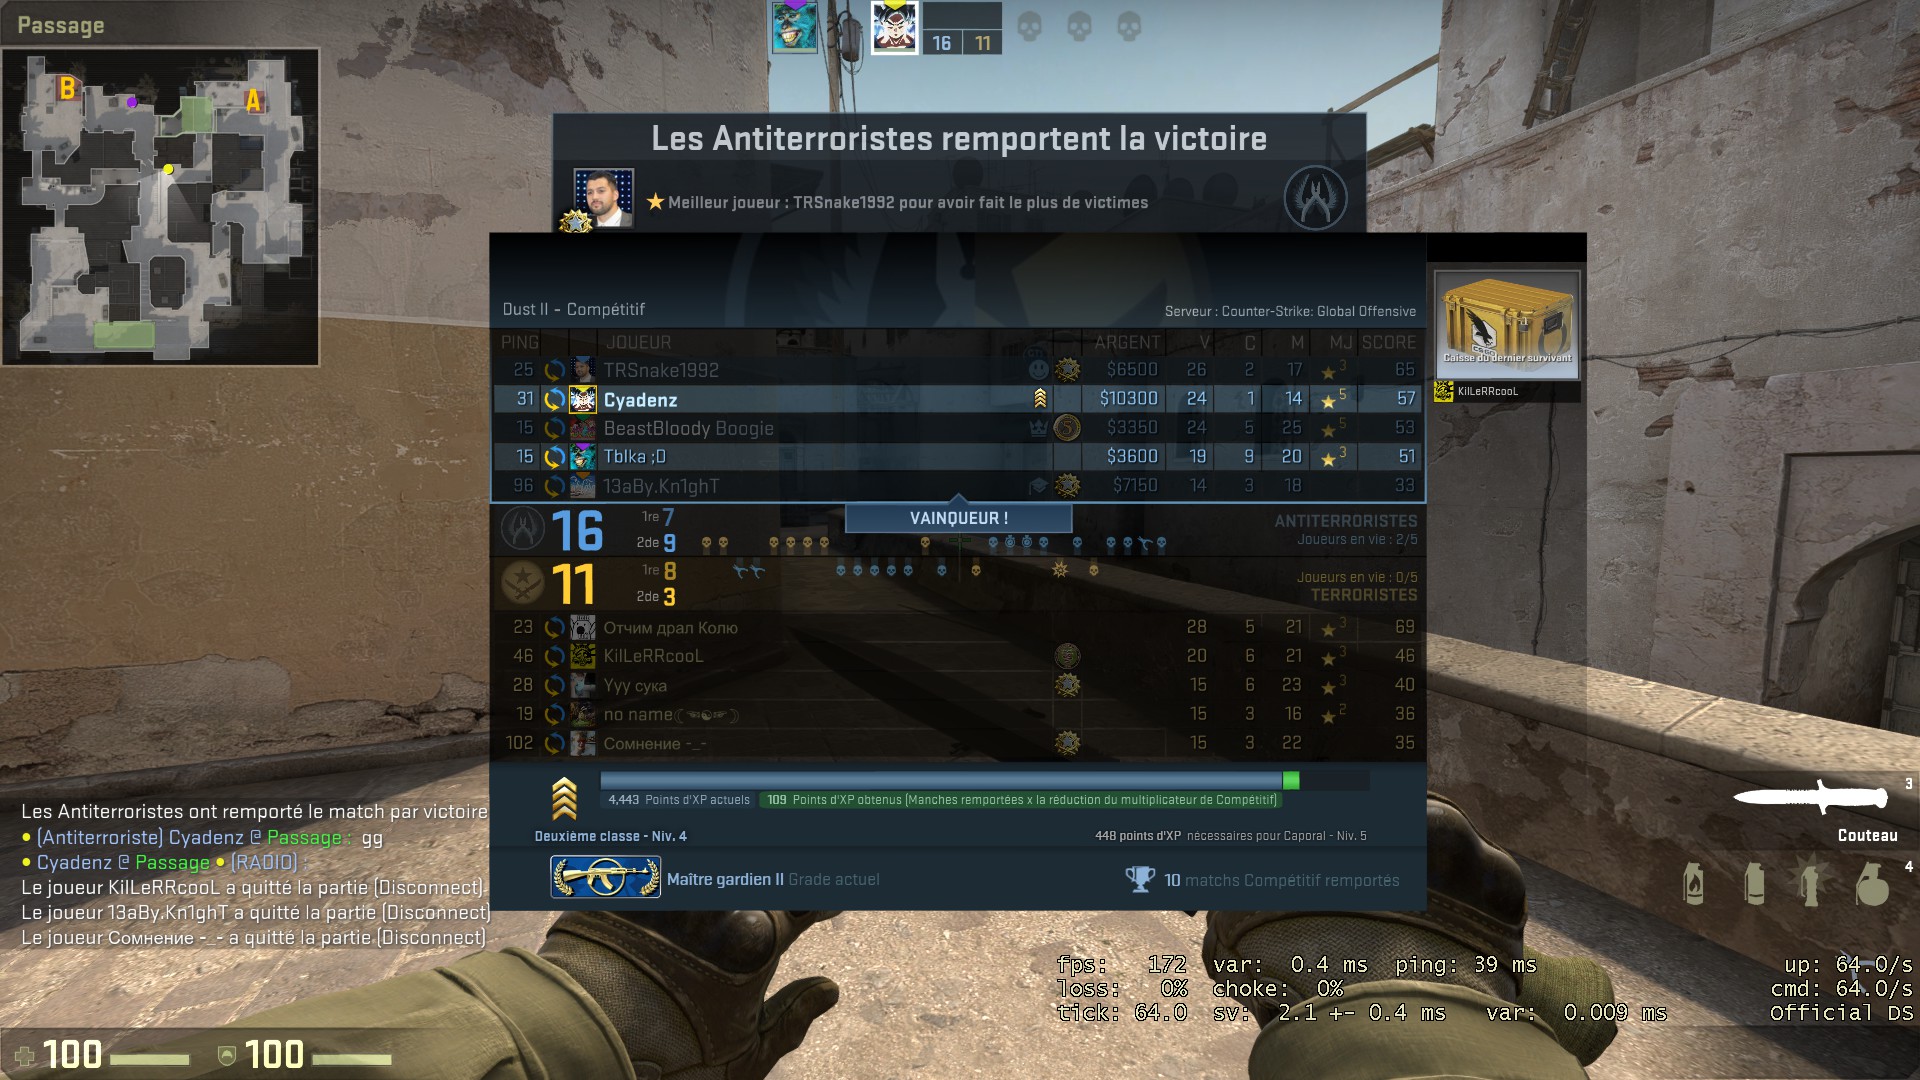 Passage
B
A
16 11
Les Antiterroristes remportent la victoire
Meilleur joueur : TRSnake1992 pour avoir fait le plus de victimes
Dust II - Compétitif
Serveur : Counter-Strike: Global Offensive
PING JOUEUR ARGENT V C M MJ SCORE
25 TRSnake1992 $6500 26 2 17 3 65
31 Cyadenz $10300 24 1 14 5 57
15 BeastBloody Boogie 5 $3350 24 5 25 5 53
15 Tblka ;D $3600 19 9 20 3 51
96 13aBy.Kn1ghT $7150 14 3 18 33
Caisse du dernier survivant
KilLeRRcooL
VAINQUEUR !
16 1re 7
2de 9
ANTITERRORISTES
Joueurs en vie : 2/5
11 1re 8
2de 3
Joueurs en vie : 0/5
TERRORISTES
23 Отчим драл Колю 28 5 21 3 69
46 KilLeRRcooL 5 20 6 21 3 46
28 Ууу сука 15 6 23 3 40
19 no name 15 3 16 2 36
102 Сомнение -_- 15 3 22 35
4,443 Points d'XP actuels
109 Points d'XP obtenus (Manches remportées x la réduction du multiplicateur de Compétitif)
Deuxième classe - Niv. 4
448 points d'XP nécessaires pour Caporal - Niv. 5
Maître gardien II Grade actuel
10 matchs Compétitif remportés
Les Antiterroristes ont remporté le match par victoire
• (Antiterroriste) Cyadenz @ Passage : gg
• Cyadenz @ Passage • (RADIO) :
Le joueur KilLeRRcooL a quitté la partie (Disconnect)
Le joueur 13aBy.Kn1ghT a quitté la partie (Disconnect)
Le joueur Сомнение -_- a quitté la partie (Disconnect)
3
Couteau
4
fps: 172 var: 0.4 ms ping: 39 ms
loss: 0% choke: 0%
tick: 64.0 sv: 2.1 +- 0.4 ms var: 0.009 ms
up: 64.0/s
cmd: 64.0/s
Official DS
100 100